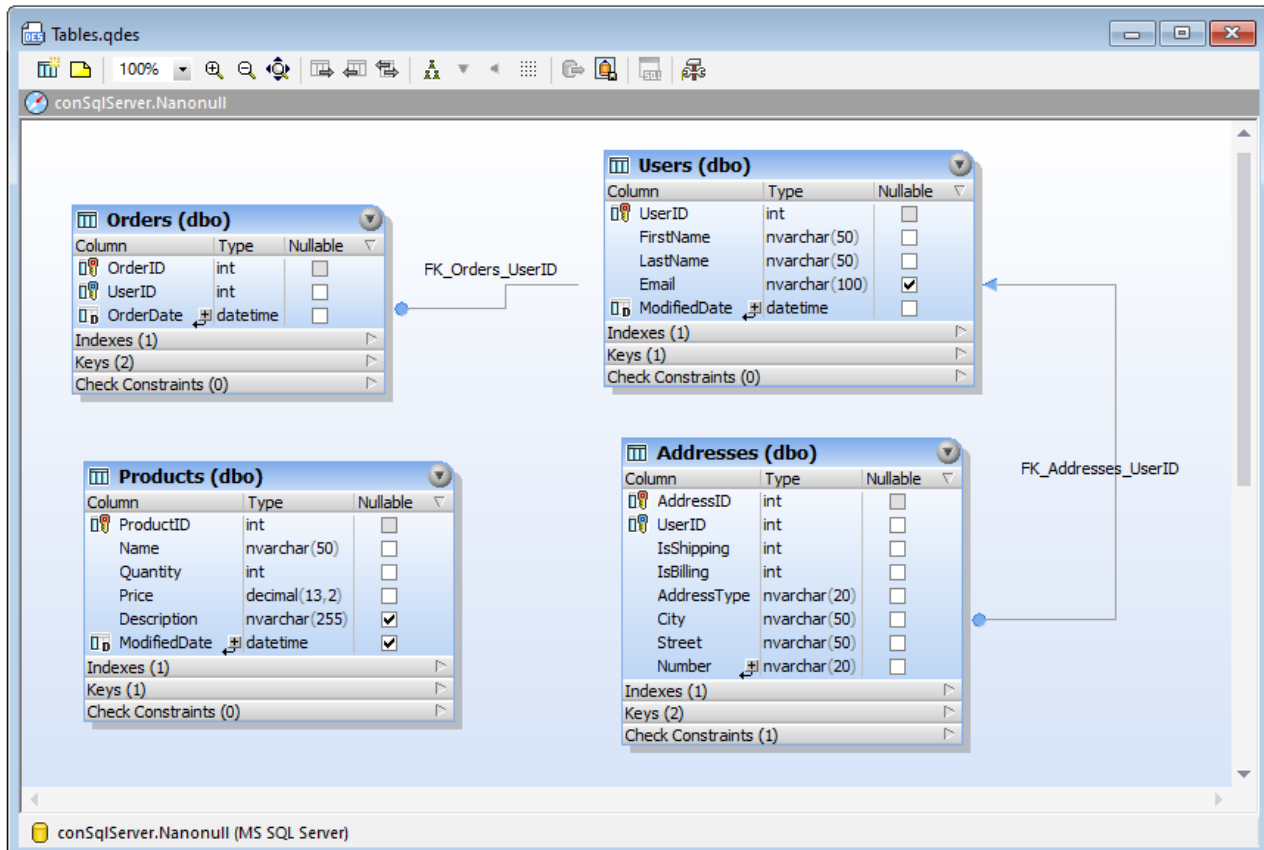 Tables.qdes
100%
conSqlServer.Nanonull
Orders (dbo)
Column Type Nullable
OrderID int
UserID int
OrderDate datetime
Indexes (1)
Keys (2)
Check Constraints (0)
FK_Orders_UserID
Users (dbo)
Column Type Nullable
UserID int
FirstName nvarchar(50)
LastName nvarchar(50)
Email nvarchar(100)
ModifiedDate datetime
Indexes (1)
Keys (1)
Check Constraints (0)
Products (dbo)
Column Type Nullable
ProductID int
Name nvarchar(50)
Quantity int
Price decimal(13,2)
Description nvarchar(255)
ModifiedDate datetime
Indexes (1)
Keys (1)
Check Constraints (0)
Addresses (dbo)
Column Type Nullable
AddressID int
UserID int
IsShipping int
IsBilling int
AddressType nvarchar(20)
City nvarchar(50)
Street nvarchar(50)
Number nvarchar(20)
Indexes (1)
Keys (2)
Check Constraints (1)
FK_Addresses_UserID
conSqlServer.Nanonull (MS SQL Server)